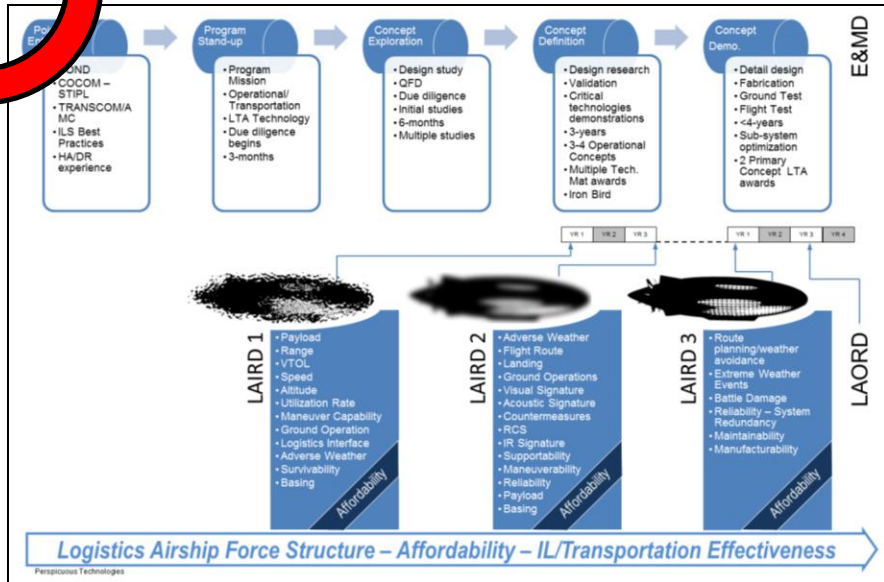 Program
Stand-up
Concept
Exploration
Concept
Definition
Concept
Demo.
E&MD
• COCOM –
STIPL
• TRANSCOM/A
MC
• ILS Best
Practices
• HA/DR
experience
• Program
Mission
• Operational/
Transportation
• LTA Technology
• Due diligence
begins
• 3-months
• Design study
• QFD
• Due diligence
• Initial studies
• 6-months
• Multiple studies
• Design research
• Validation
• Critical
technologies
demonstrations
• 3-years
• 3-4 Operational
Concepts
• Multiple Tech.
Mat awards
• Iron Bird
• Detail design
• Fabrication
• Ground Test
• Flight Test
• <4-years
• Sub-system
optimization
• 2 Primary
Concept LTA
awards
YR 1 YR 2 YR 3
YR 1 YR 2 YR 3 YR 4
LAIRD 1
• Payload
• Range
• VTOL
• Speed
• Altitude
• Utilization Rate
• Maneuver Capability
• Ground Operation
• Logistics Interface
• Adverse Weather
• Survivability
• Basing
Affordability
LAIRD 2
• Adverse Weather
• Flight Route
• Landing
• Ground Operations
• Visual Signature
• Acoustic Signature
• Countermeasures
• RCS
• IR Signature
• Supportability
• Maneuverability
• Reliability
• Payload
• Basing
Affordability
LAIRD 3
• Route
planning/weather
avoidance
• Extreme Weather
Events
• Battle Damage
• Reliability – System
Redundancy
• Maintainability
• Manufacturability
Affordability
LAORD
Logistics Airship Force Structure – Affordability – IL/Transportation Effectiveness
Perspicuous Technologies